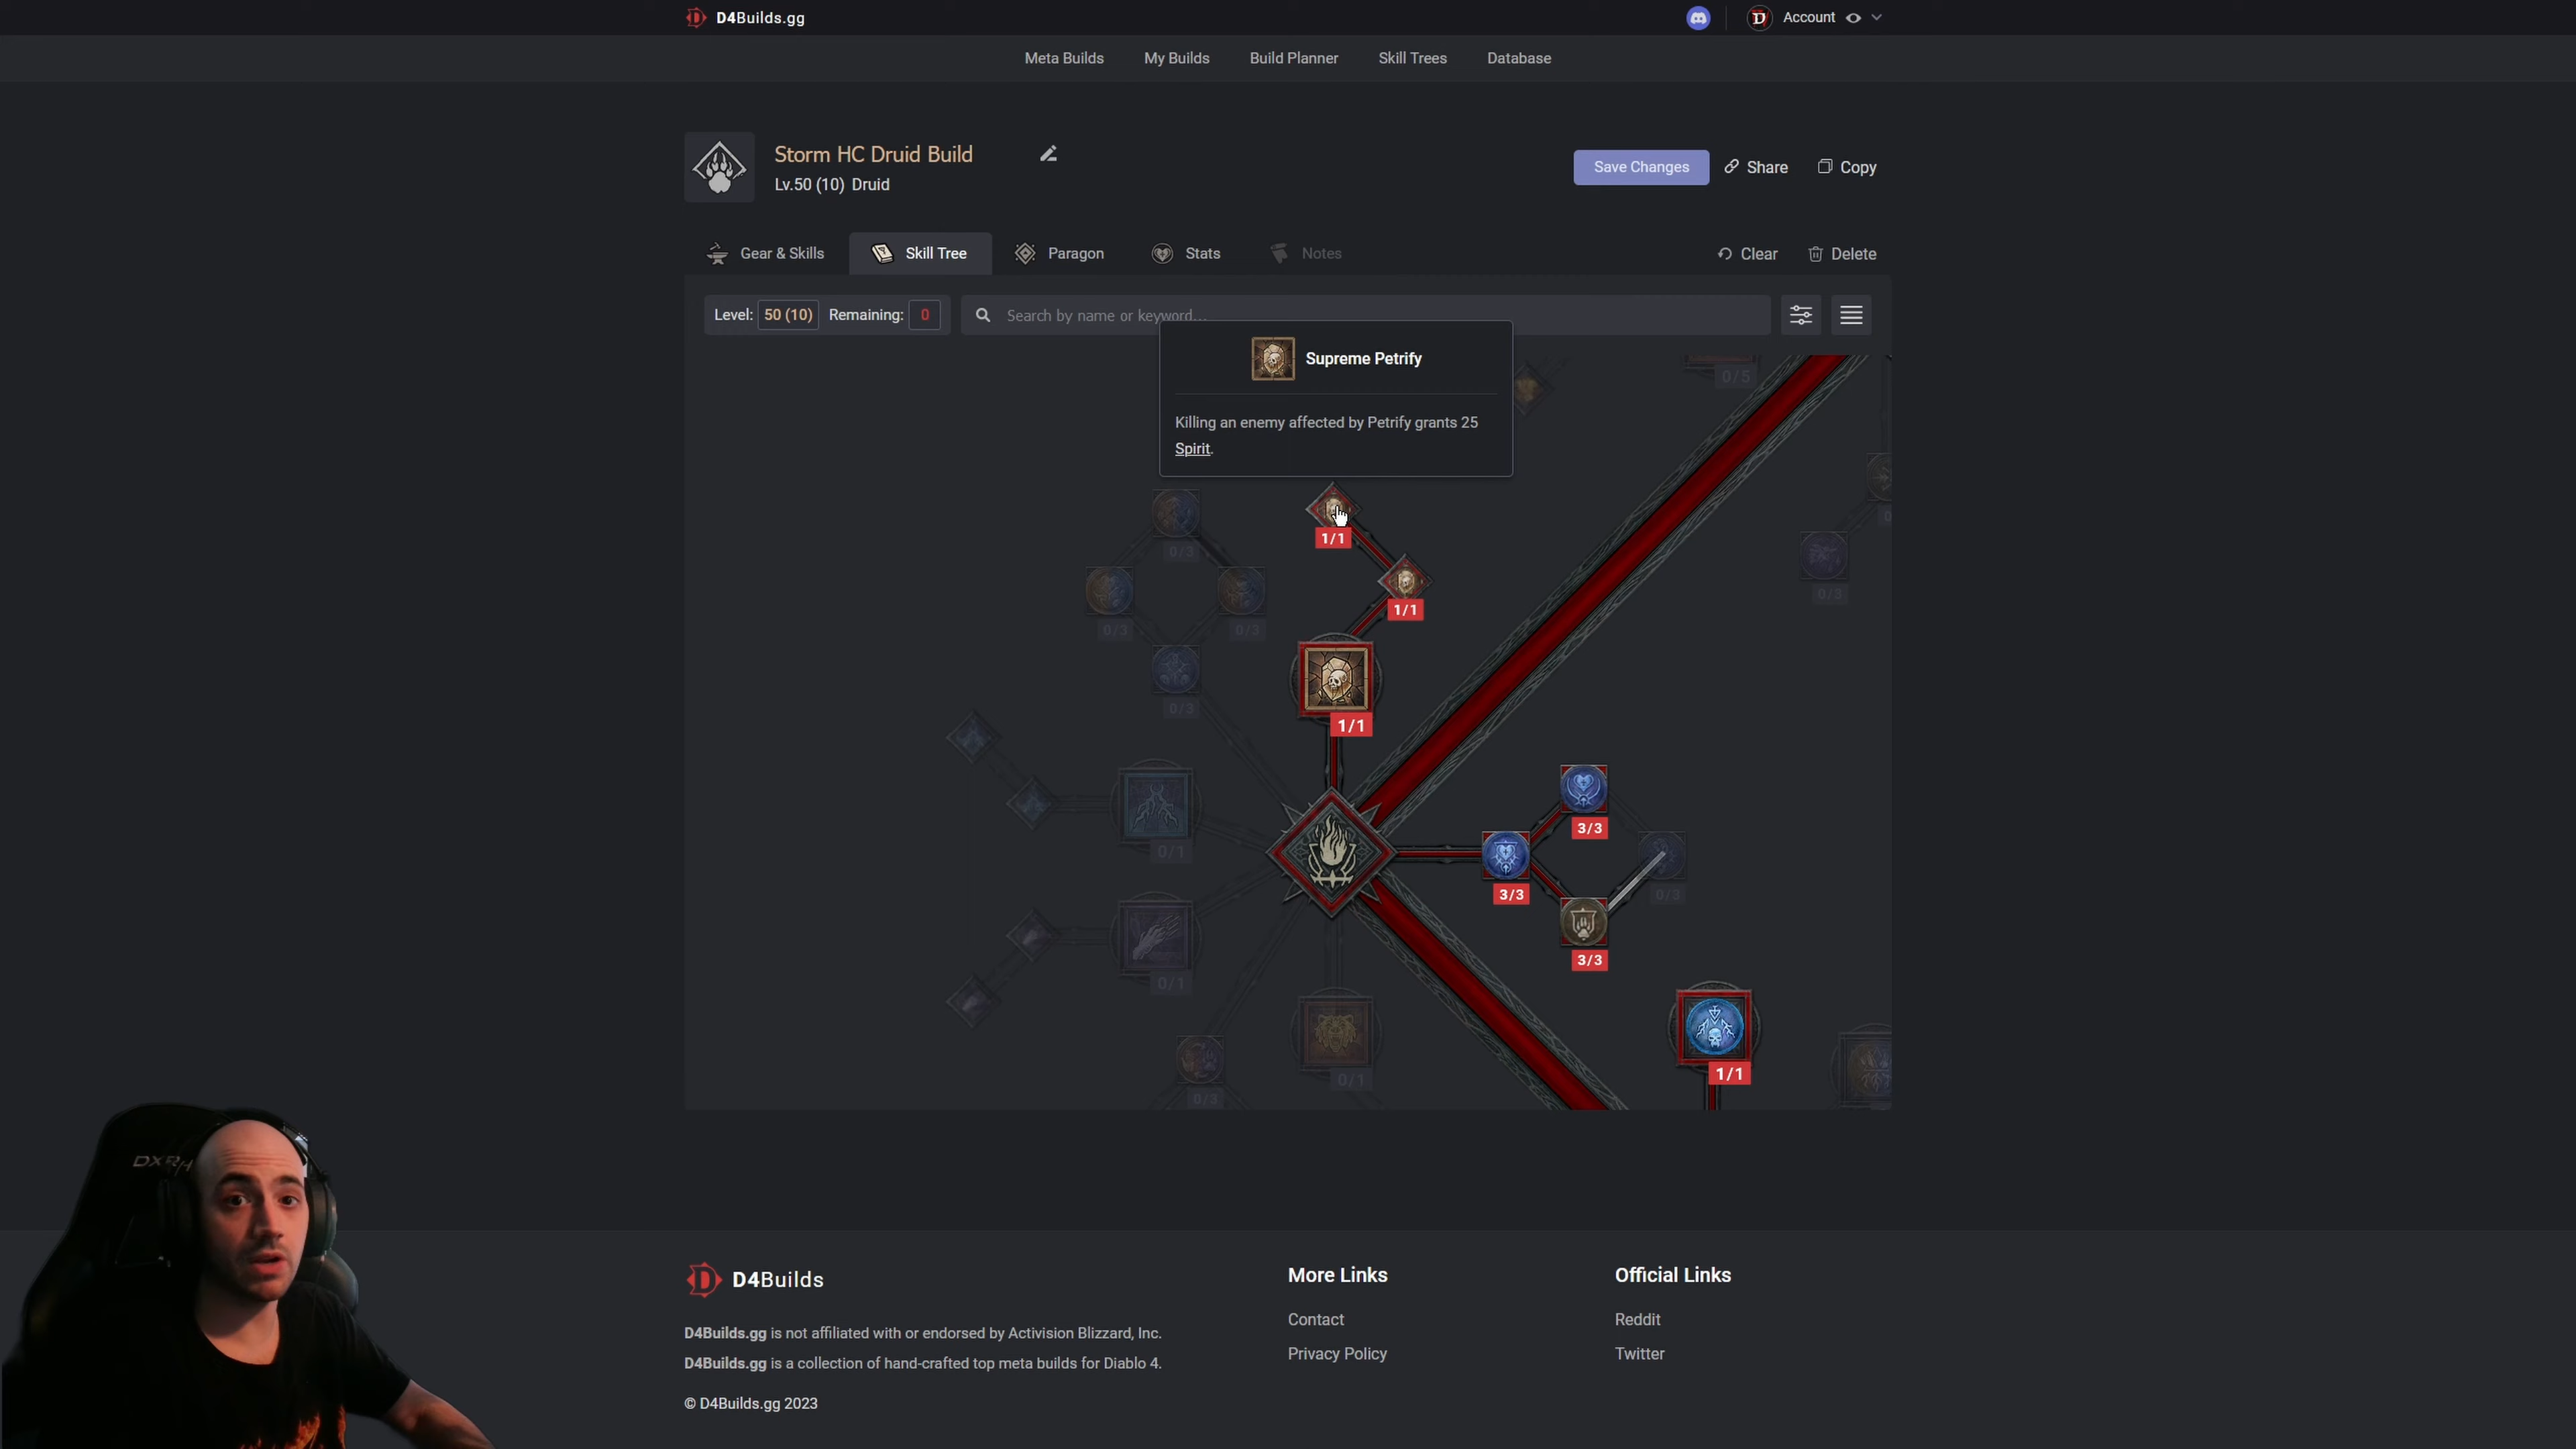 D4Builds.gg
Account
Meta Builds
My Builds
Build Planner
Skill Trees
Database
Storm HC Druid Build
Lv.50 (10) Druid
Save Changes
Share
Copy
Gear & Skills
Skill Tree
Paragon
Stats
Notes
Clear
Delete
Level: 50 (10) Remaining: 0
Search by name or keyword...
Supreme Petrify
Killing an enemy affected by Petrify grants 25
Spirit.
0/5
1/1
0/3
1/1
0/3
0/3
0/3
0/3
1/1
3/3
0/1
3/3
0/3
3/3
0/1
1/1
0/1
0/3
D4Builds
D4Builds.gg is not affiliated with or endorsed by Activision Blizzard, Inc.
D4Builds.gg is a collection of hand-crafted top meta builds for Diablo 4.
© D4Builds.gg 2023
More Links
Contact
Privacy Policy
Official Links
Reddit
Twitter